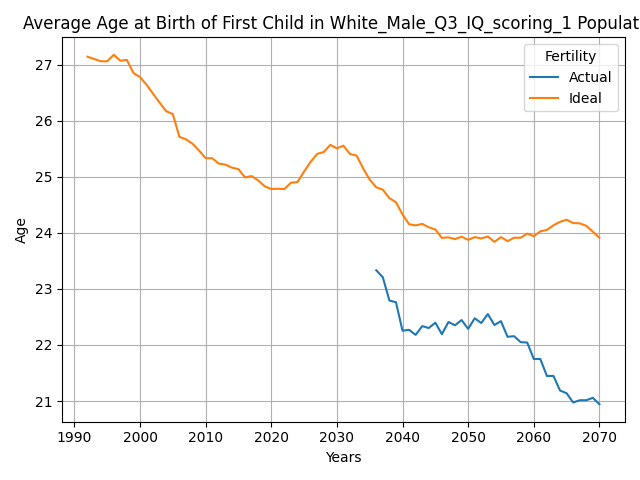 Average Age at Birth of First Child in White_Male_Q3_IQ_scoring_1 Populat
Fertility
Actual
Ideal
27
26
25
24
23
22
21
Age
1990 2000 2010 2020 2030 2040 2050 2060 2070
Years